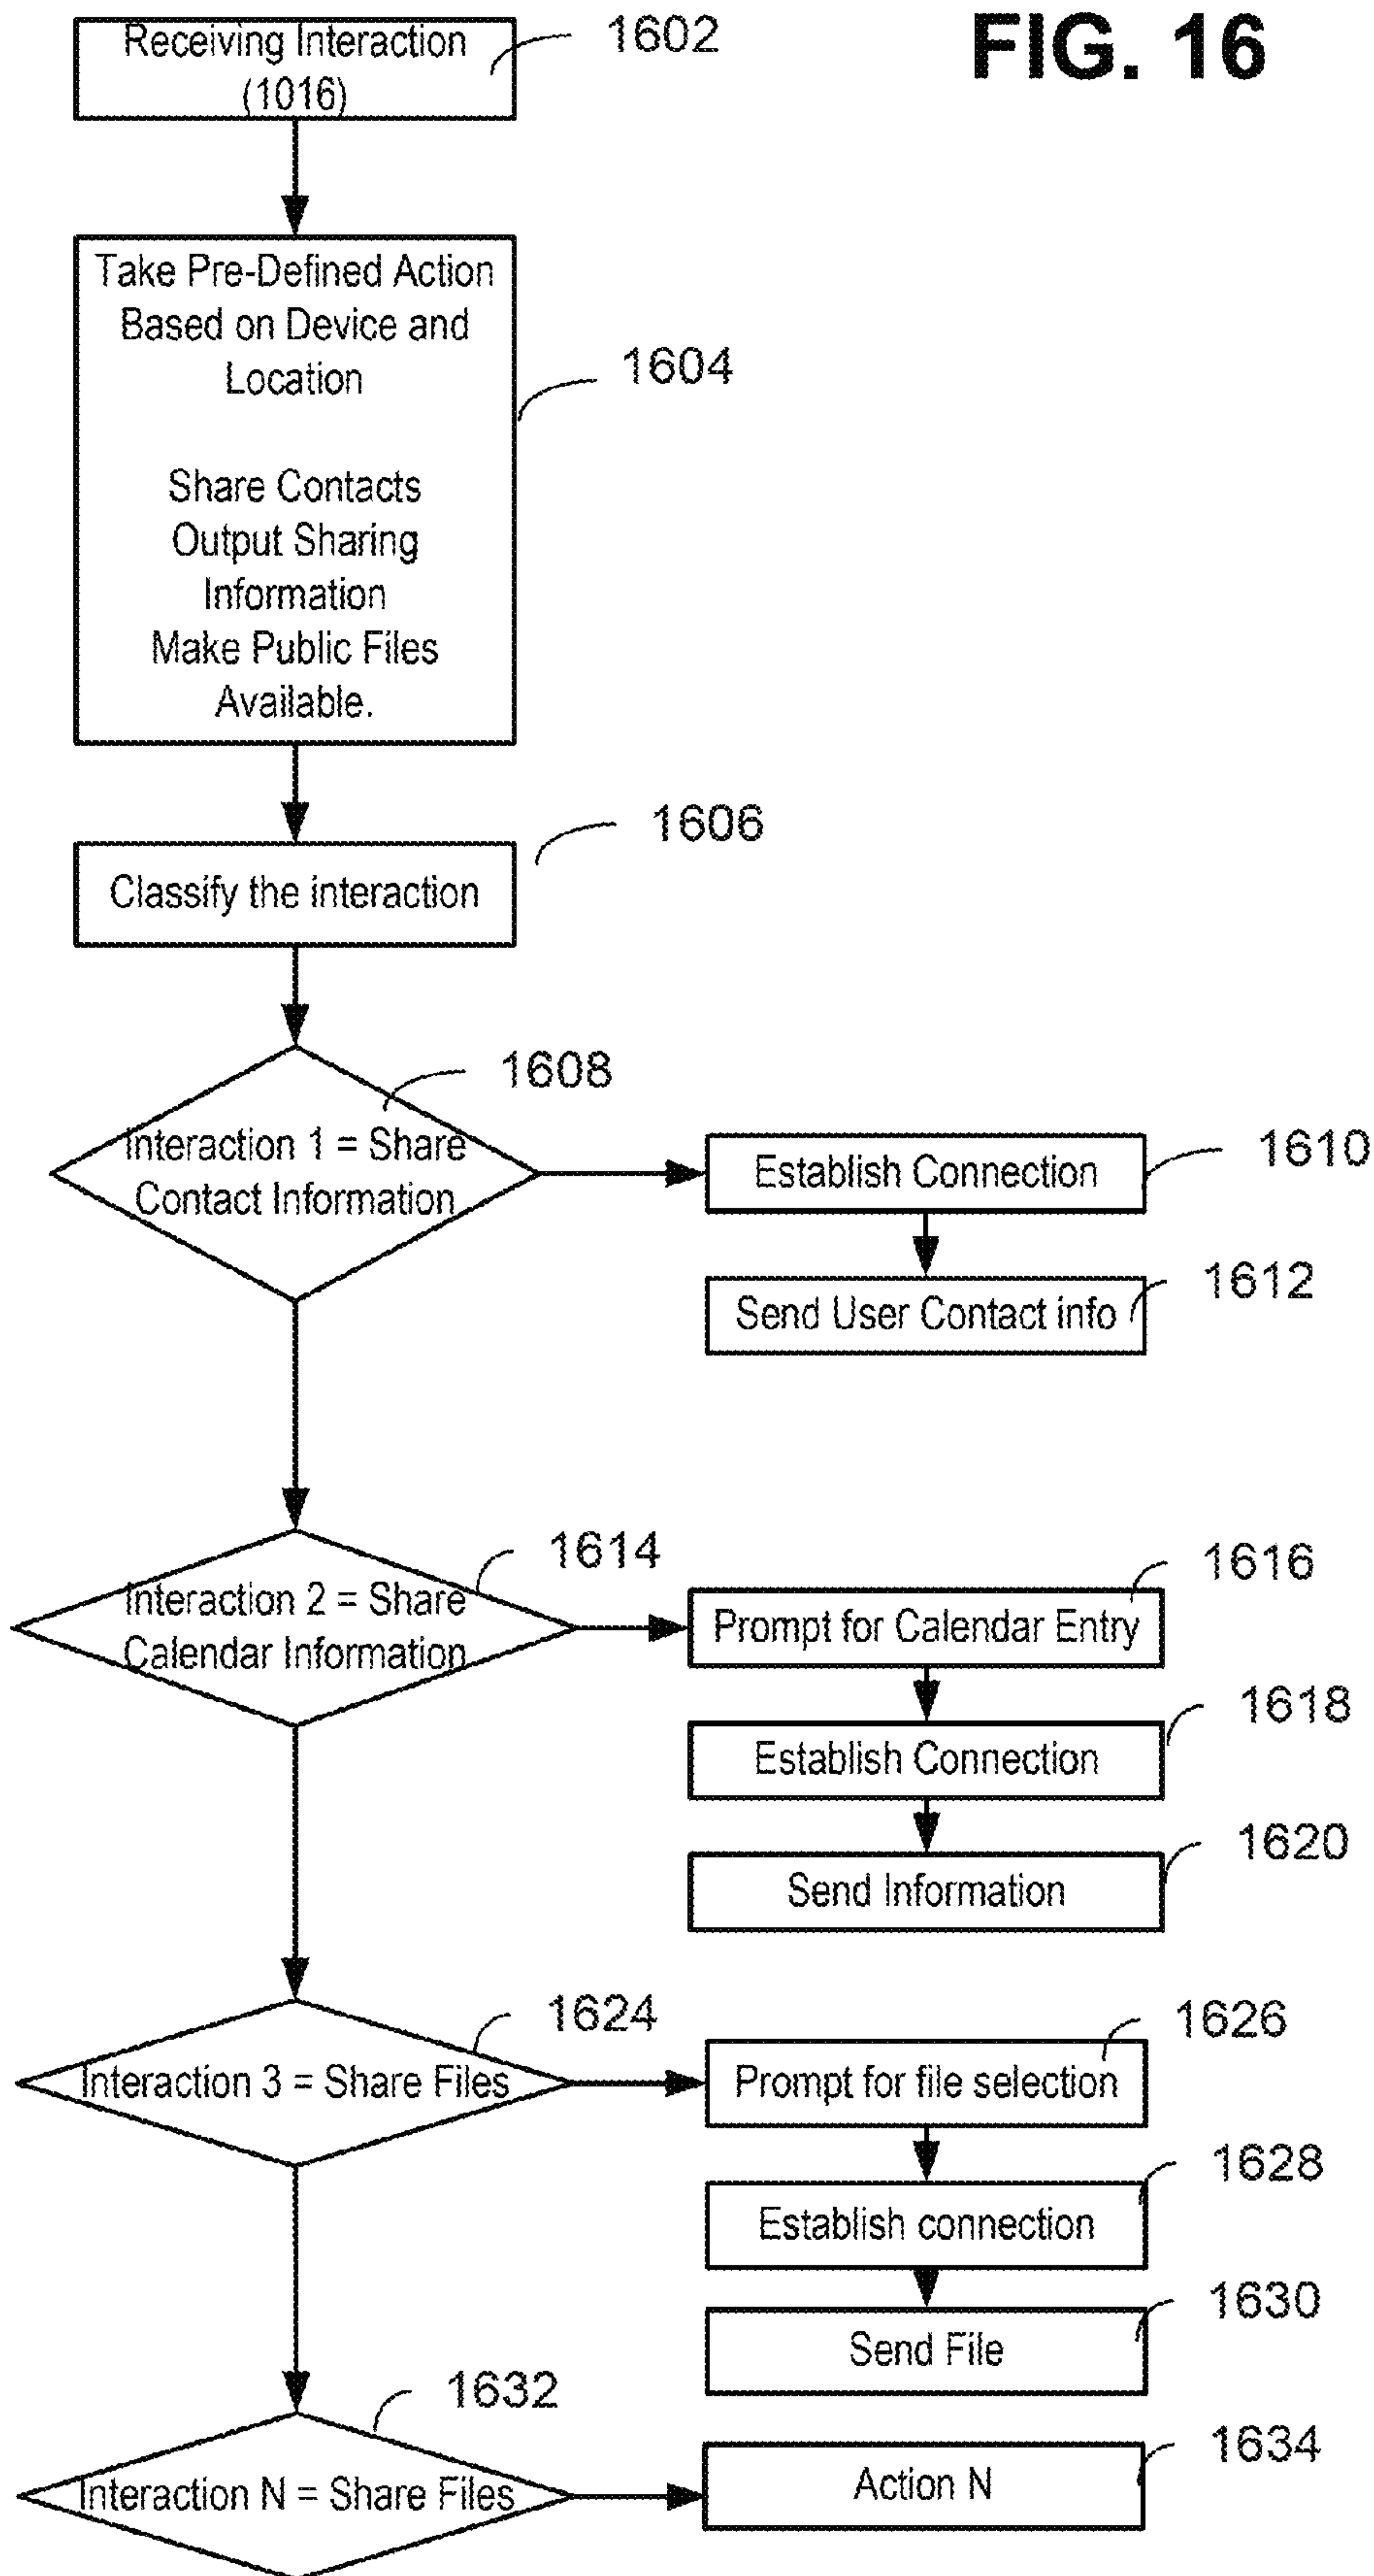 FIG. 16
Receiving Interaction
(1016)
1602
Take Pre-Defined Action
Based on Device and
Location
Share Contacts
Output Sharing
Information
Make Public Files
Available.
1604
Classify the interaction
1606
Interaction 1 = Share
Contact Information
1608
Establish Connection
1610
Send User Contact info
1612
Interaction 2 = Share
Calendar Information
1614
Prompt for Calendar Entry
1616
Establish Connection
1618
Send Information
1620
Interaction 3 = Share Files
1624
Prompt for file selection
1626
Establish connection
1628
Send File
1630
Interaction N = Share Files
1632
Action N
1634